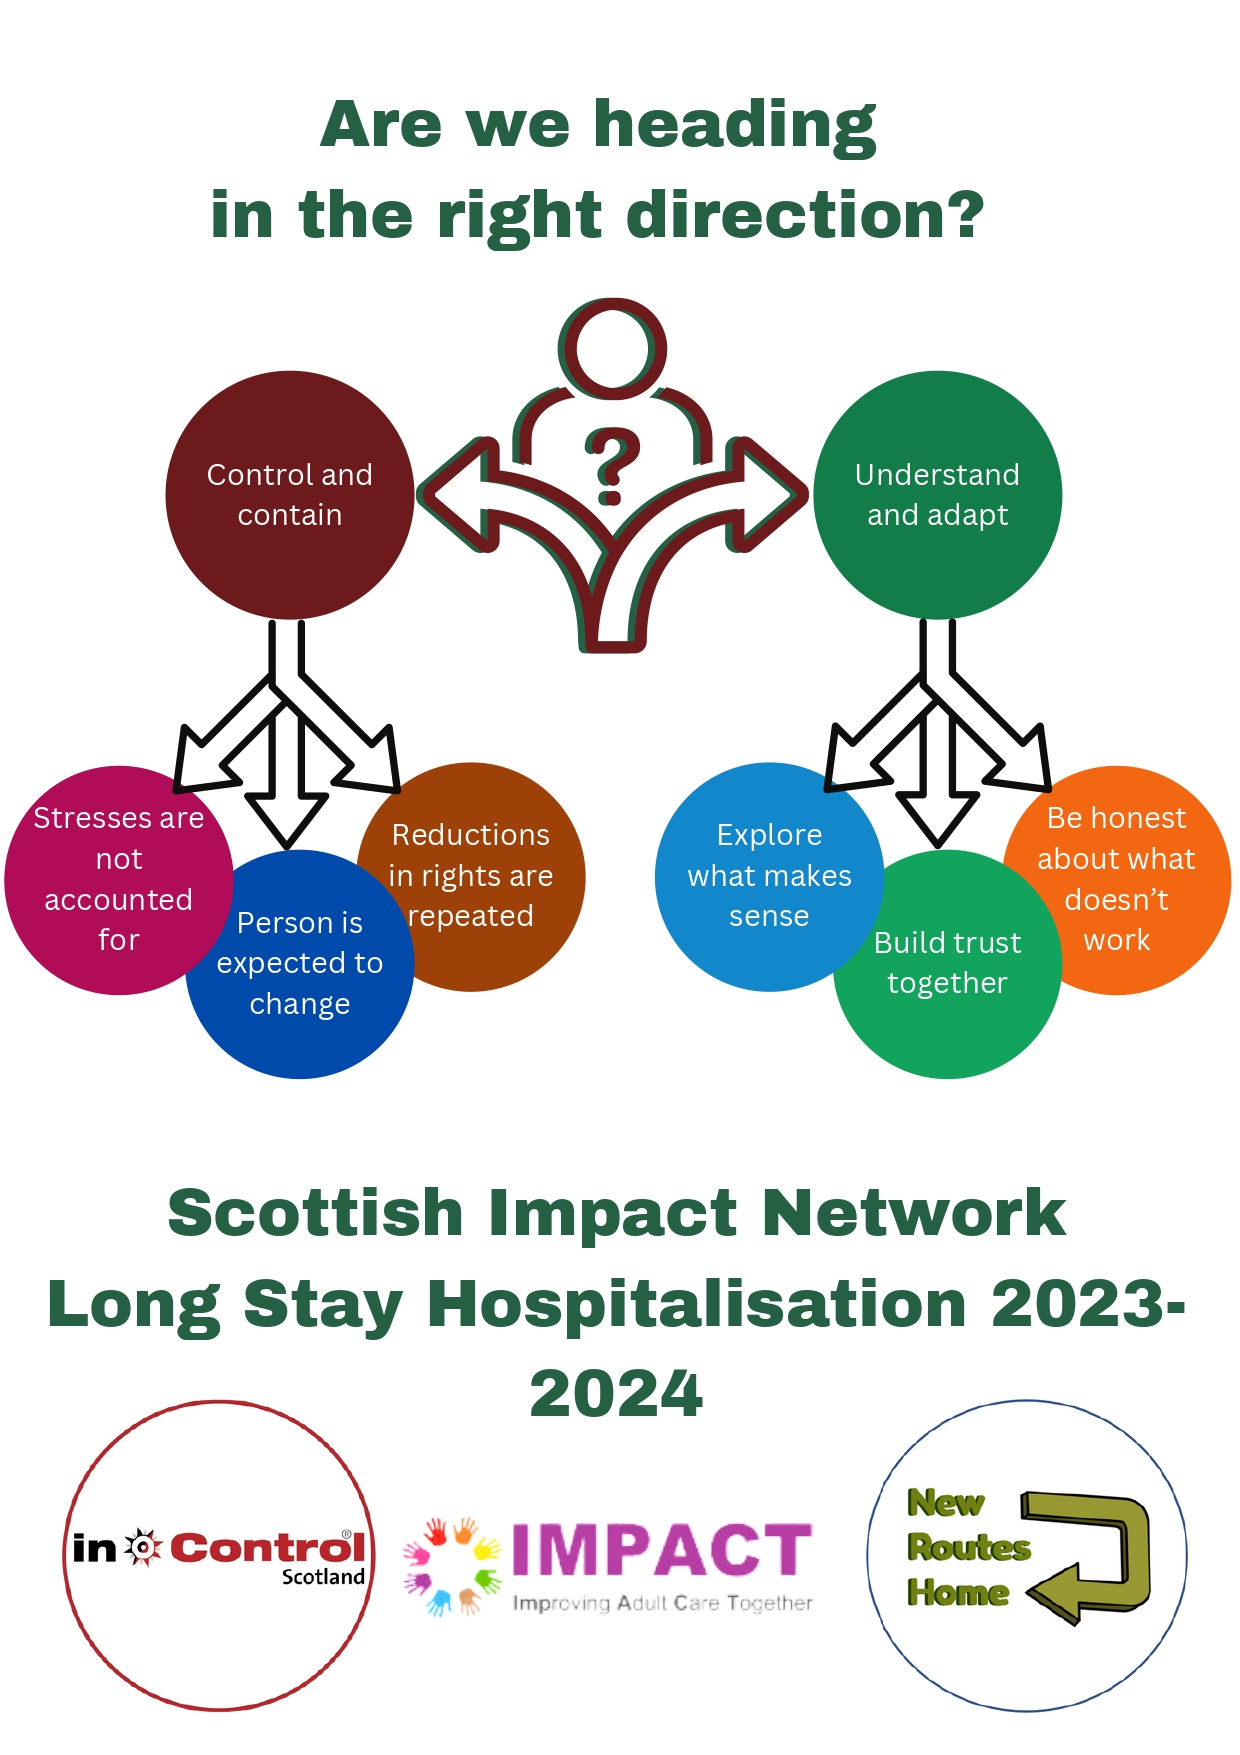 Are we heading
in the right direction?
?
Control and
contain
Understand
and adapt
Stresses are
not
accounted
for
Person is
expected to
change
Reductions
in rights are
repeated
Explore
what makes
sense
Build trust
together
Be honest
about what
doesn’t
work
Scottish Impact Network
Long Stay Hospitalisation 2023-
2024
in Control®
Scotland
IMPACT
Improving Adult Care Together
New
Routes
Home